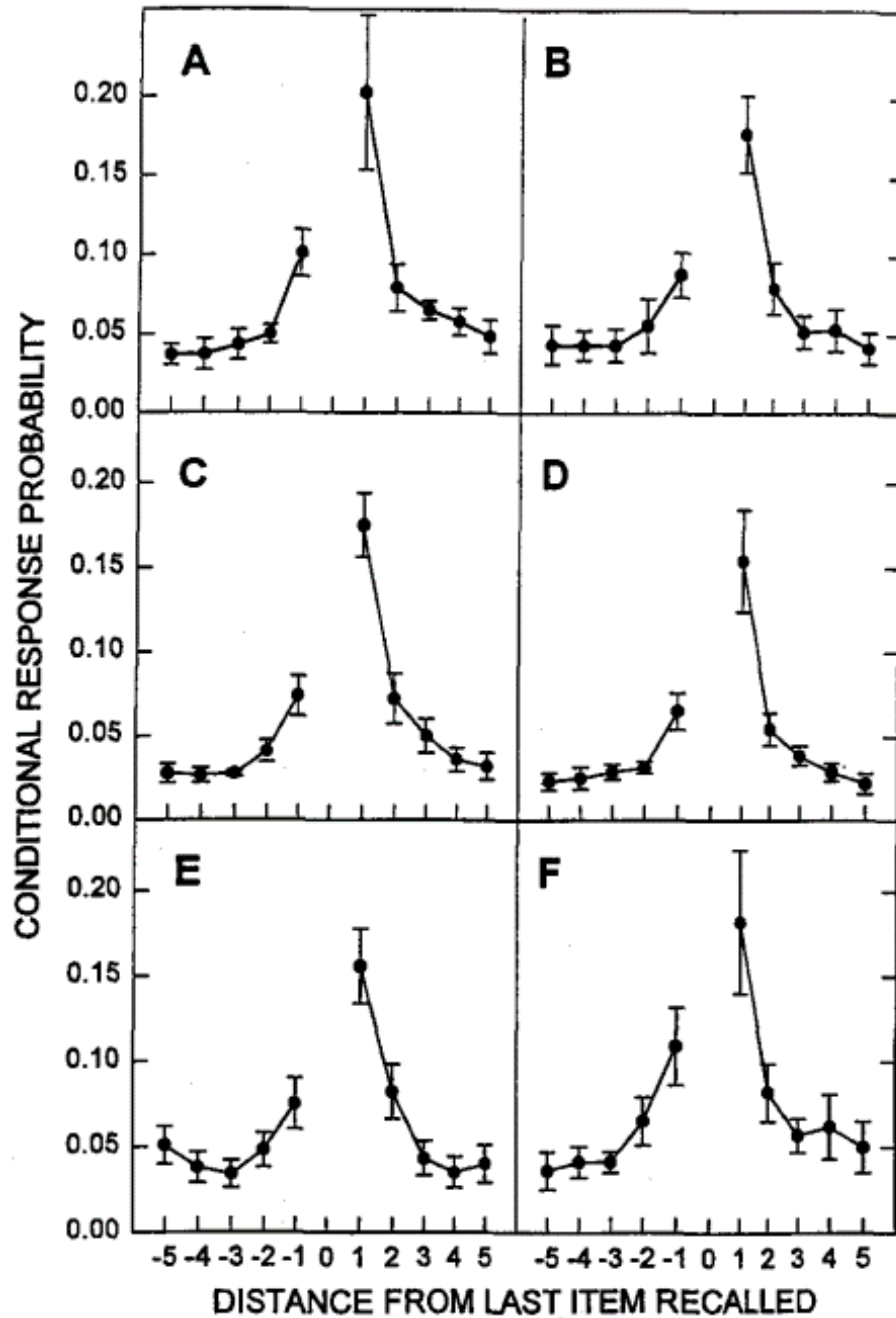 CONDITIONAL RESPONSE PROBABILITY
A
B
0.20
0.15
0.10
0.05
0.00
C
D
0.20
0.15
0.10
0.05
0.00
E
F
0.20
0.15
0.10
0.05
0.00
-5 -4 -3 -2 -1 0 1 2 3 4 5
-5 -4 -3 -2 -1 0 1 2 3 4 5
DISTANCE FROM LAST ITEM RECALLED